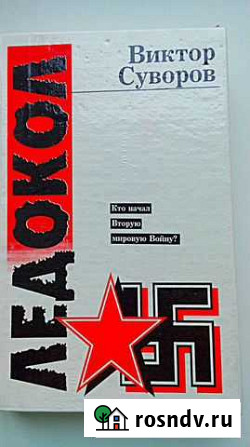 Виктор
Суворов
ЛЕДОКОЛ
Кто начал
Вторую
мировую Войну?
rosndv.ru